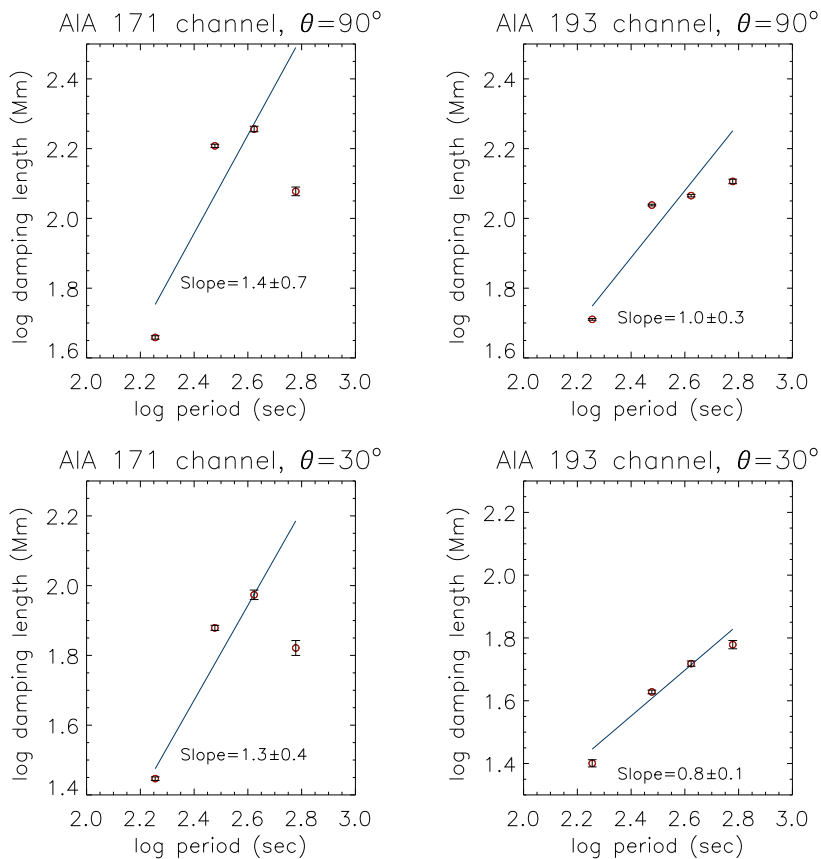 AIA 171 channel, θ=90°
2.4
2.2
2.0
1.8
1.6
log damping length (Mm)
Slope=1.4±0.7
2.0 2.2 2.4 2.6 2.8 3.0
log period (sec)
AIA 193 channel, θ=90°
2.4
2.2
2.0
1.8
1.6
log damping length (Mm)
Slope=1.0±0.3
2.0 2.2 2.4 2.6 2.8 3.0
log period (sec)
AIA 171 channel, θ=30°
2.2
2.0
1.8
1.6
1.4
log damping length (Mm)
Slope=1.3±0.4
2.0 2.2 2.4 2.6 2.8 3.0
log period (sec)
AIA 193 channel, θ=30°
2.2
2.0
1.8
1.6
1.4
log damping length (Mm)
Slope=0.8±0.1
2.0 2.2 2.4 2.6 2.8 3.0
log period (sec)